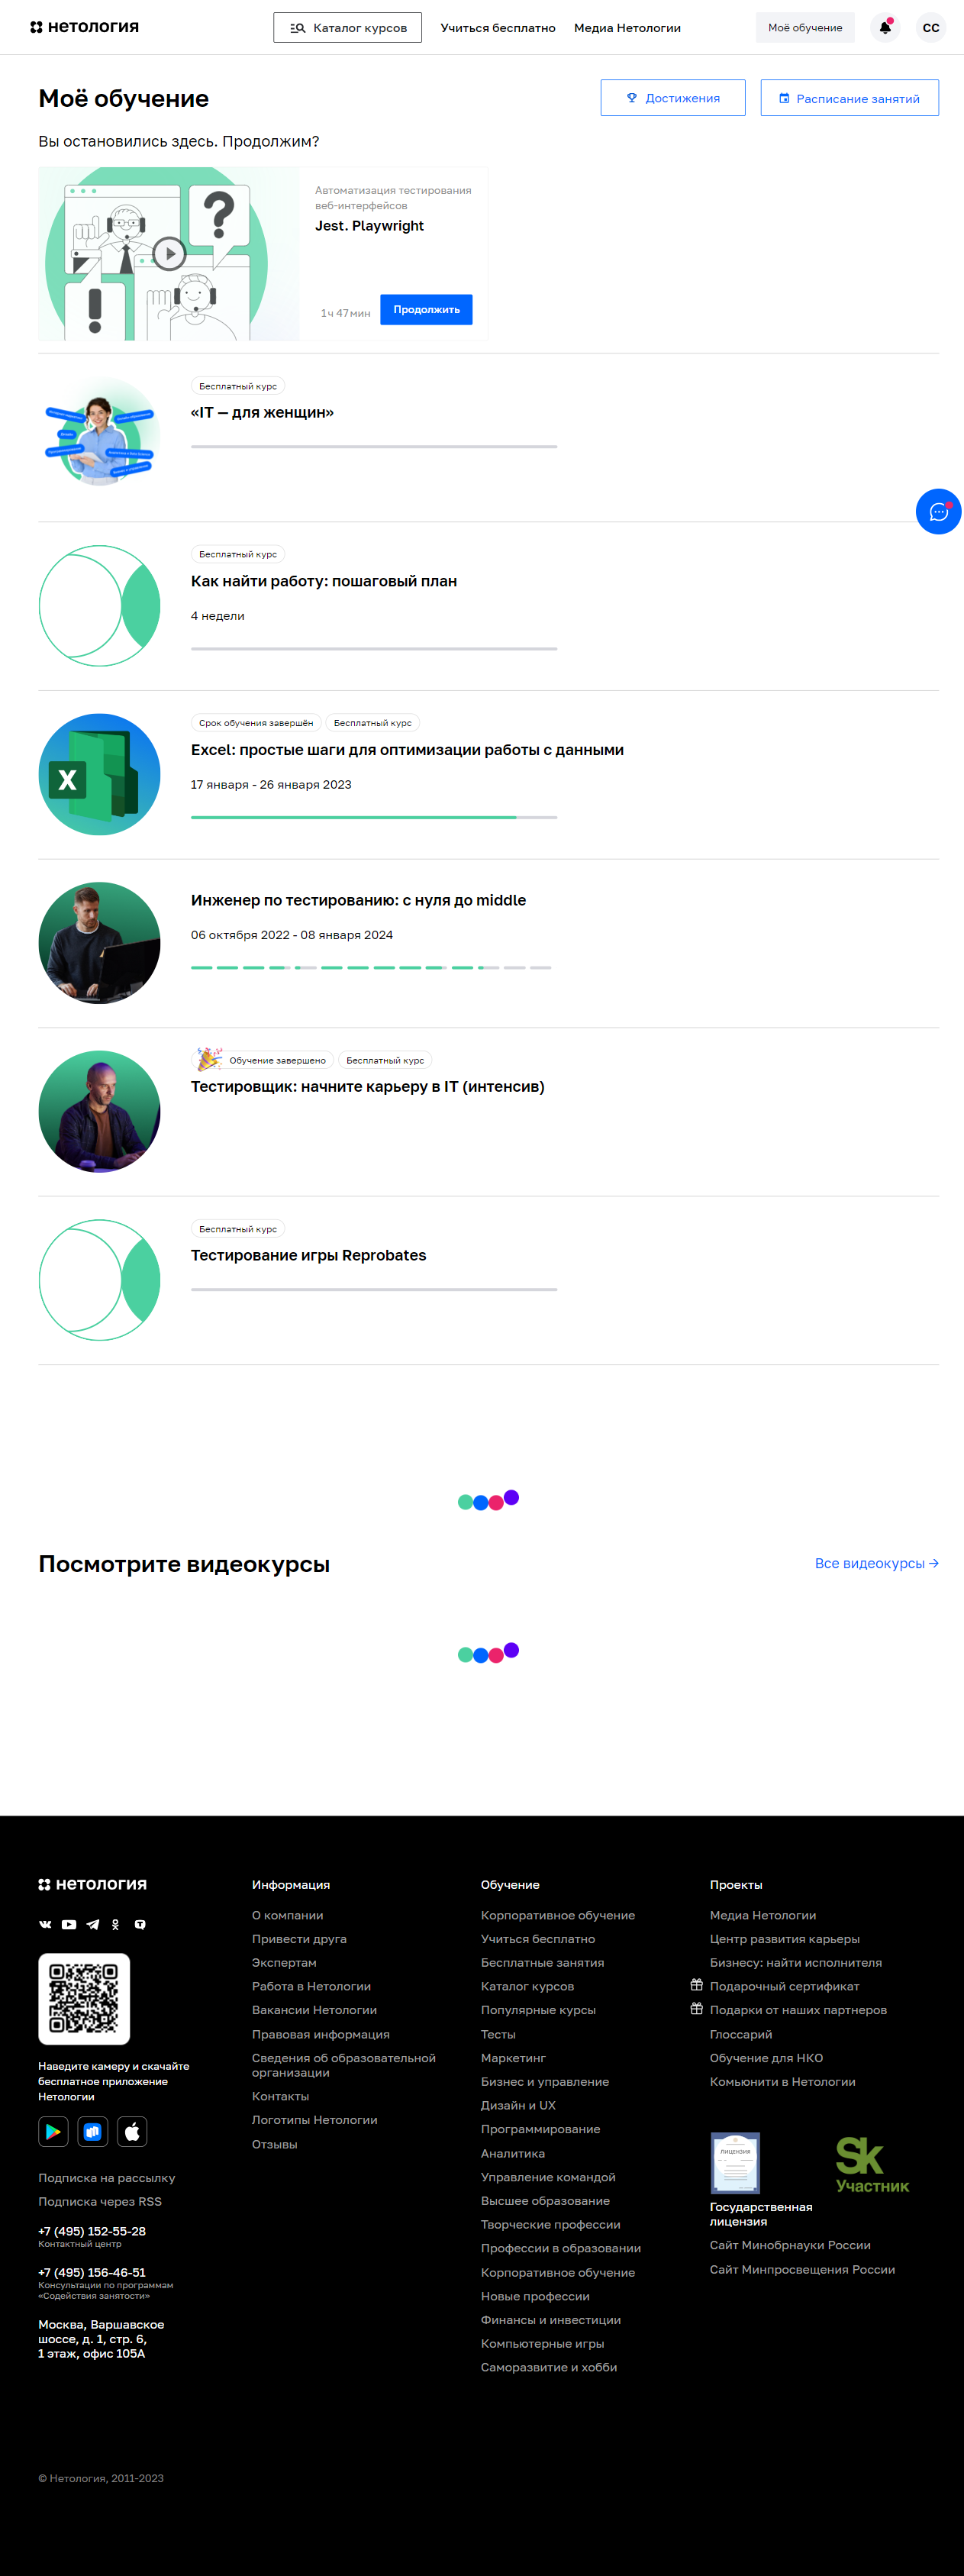 нетология
Каталог курсов
Учиться бесплатно
Медиа Нетологии
Моё обучение
СС
Моё обучение
Достижения
Расписание занятий
Вы остановились здесь. Продолжим?
Автоматизация тестирования
веб-интерфейсов
Jest. Playwright
1 ч 47 мин
Продолжить
Бесплатный курс
«IT — для женщин»
Бесплатный курс
Как найти работу: пошаговый план
4 недели
Срок обучения завершён
Бесплатный курс
Excel: простые шаги для оптимизации работы с данными
17 января - 26 января 2023
Инженер по тестированию: с нуля до middle
06 октября 2022 - 08 января 2024
Обучение завершено
Бесплатный курс
Тестировщик: начните карьеру в IT (интенсив)
Бесплатный курс
Тестирование игры Reprobates
Посмотрите видеокурсы
Все видеокурсы →
нетология
Наведите камеру и скачайте
бесплатное приложение
Нетологии
Подписка на рассылку
Подписка через RSS
+7 (495) 152-55-28
Контактный центр
+7 (495) 156-46-51
Консультации по программам
«Содействия занятости»
Москва, Варшавское
шоссе, д. 1, стр. 6,
1 этаж, офис 105А
Информация
О компании
Привести друга
Экспертам
Работа в Нетологии
Вакансии Нетологии
Правовая информация
Сведения об образовательной
организации
Контакты
Логотипы Нетологии
Отзывы
Обучение
Корпоративное обучение
Учиться бесплатно
Бесплатные занятия
Каталог курсов
Популярные курсы
Тесты
Маркетинг
Бизнес и управление
Дизайн и UX
Программирование
Аналитика
Управление командой
Высшее образование
Творческие профессии
Профессии в образовании
Корпоративное обучение
Новые профессии
Финансы и инвестиции
Компьютерные игры
Саморазвитие и хобби
Проекты
Медиа Нетологии
Центр развития карьеры
Бизнесу: найти исполнителя
Подарочный сертификат
Подарки от наших партнеров
Глоссарий
Обучение для НКО
Комьюнити в Нетологии
ЛИЦЕНЗИЯ
Государственная
лицензия
Sk
Участник
Сайт Минобрнауки России
Сайт Минпросвещения России
© Нетология, 2011-2023